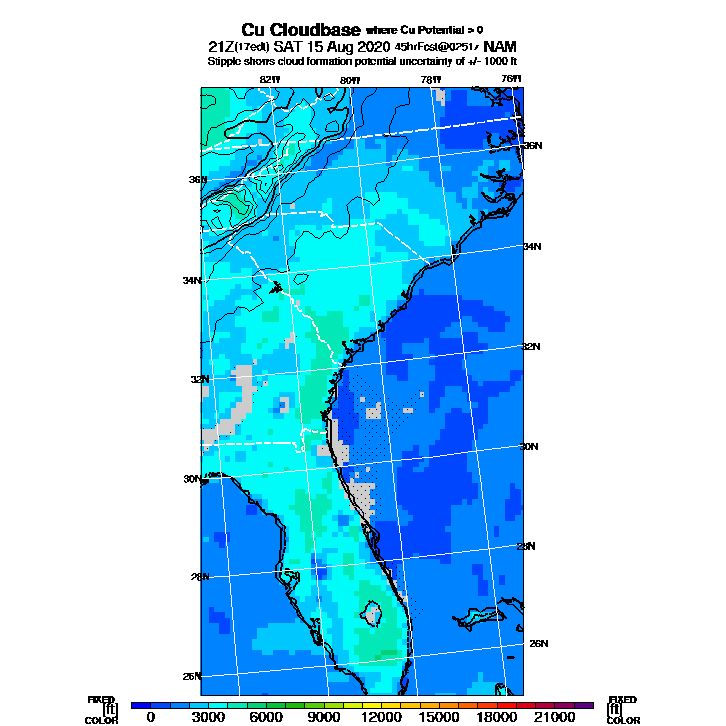 Cu Cloudbase where Cu Potential > 0
21Z(17edt) SAT 15 Aug 2020 45hrFcst@0251z NAM
Stipple shows cloud formation potential uncertainty of +/- 1000 ft
82W 80W 78W 76W
36N
36N
34N
34N
32N
32N
30N
30N
28N
28N
26N
26N
FIXED FIXED
[ft] [ft]
COLOR COLOR
0 3000 6000 9000 12000 15000 18000 21000